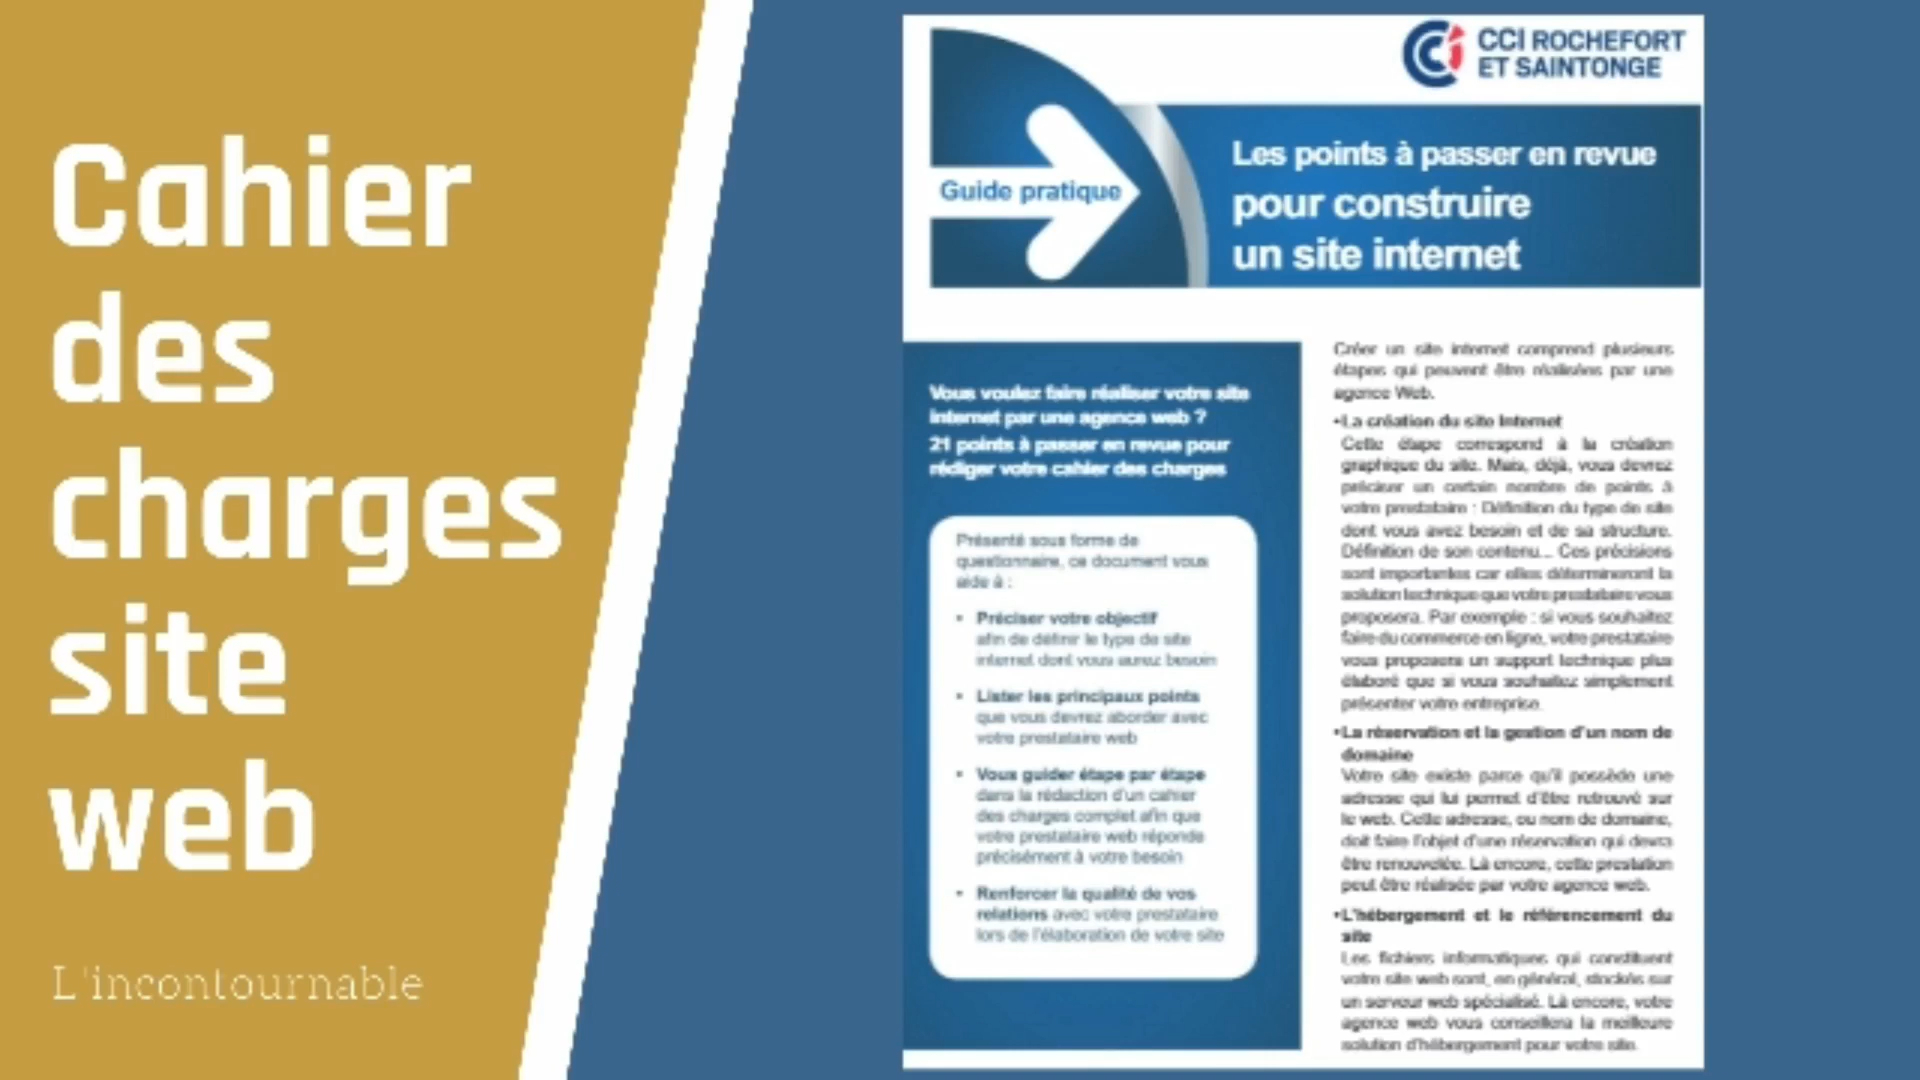 Cahier
des
charges
site
web
L'incontournable
CCI ROCHEFORT
ET SAINTONGE
Guide pratique
Les points à passer en revue
pour construire
un site internet
Vous voulez faire réaliser votre site
internet par une agence web ?
21 points à passer en revue pour
rédiger votre cahier des charges
Présenté sous forme de
questionnaire, ce document vous
aide à :
• Préciser votre objectif
afin de définir le type de site
internet dont vous aurez besoin
• Lister les principaux points
que vous devrez aborder avec
votre prestataire web
• Vous guider étape par étape
dans la rédaction d'un cahier
des charges complet afin que
votre prestataire web réponde
précisément à votre besoin
• Renforcer la qualité de vos
relations avec votre prestataire
lors de l'élaboration de votre site
Créer un site internet comprend plusieurs
étapes qui peuvent être réalisées par une
agence Web.
•La création du site Internet
Cette étape correspond à la création
graphique du site. Mais, déjà, vous devrez
préciser un certain nombre de points à
votre prestataire : Définition du type de site
dont vous avez besoin et de sa structure.
Définition de son contenu... Ces précisions
sont importantes car elles détermineront la
solution technique que votre prestataire vous
proposera. Par exemple : si vous souhaitez
faire du commerce en ligne, votre prestataire
vous proposera un support technique plus
élaboré que si vous souhaitez simplement
présenter votre entreprise.
•La réservation et la gestion d'un nom de
domaine
Votre site existe parce qu'il possède une
adresse qui lui permet d'être retrouvé sur
le web. Cette adresse, ou nom de domaine,
doit faire l'objet d'une réservation qui devra
être renouvelée. Là encore, cette prestation
peut être réalisée par votre agence web.
•L'hébergement et le référencement du
site
Les fichiers informatiques qui constituent
votre site web sont, en général, stockés sur
un serveur web spécialisé. Là encore, votre
agence web vous conseillera la meilleure
solution d'hébergement pour votre site.